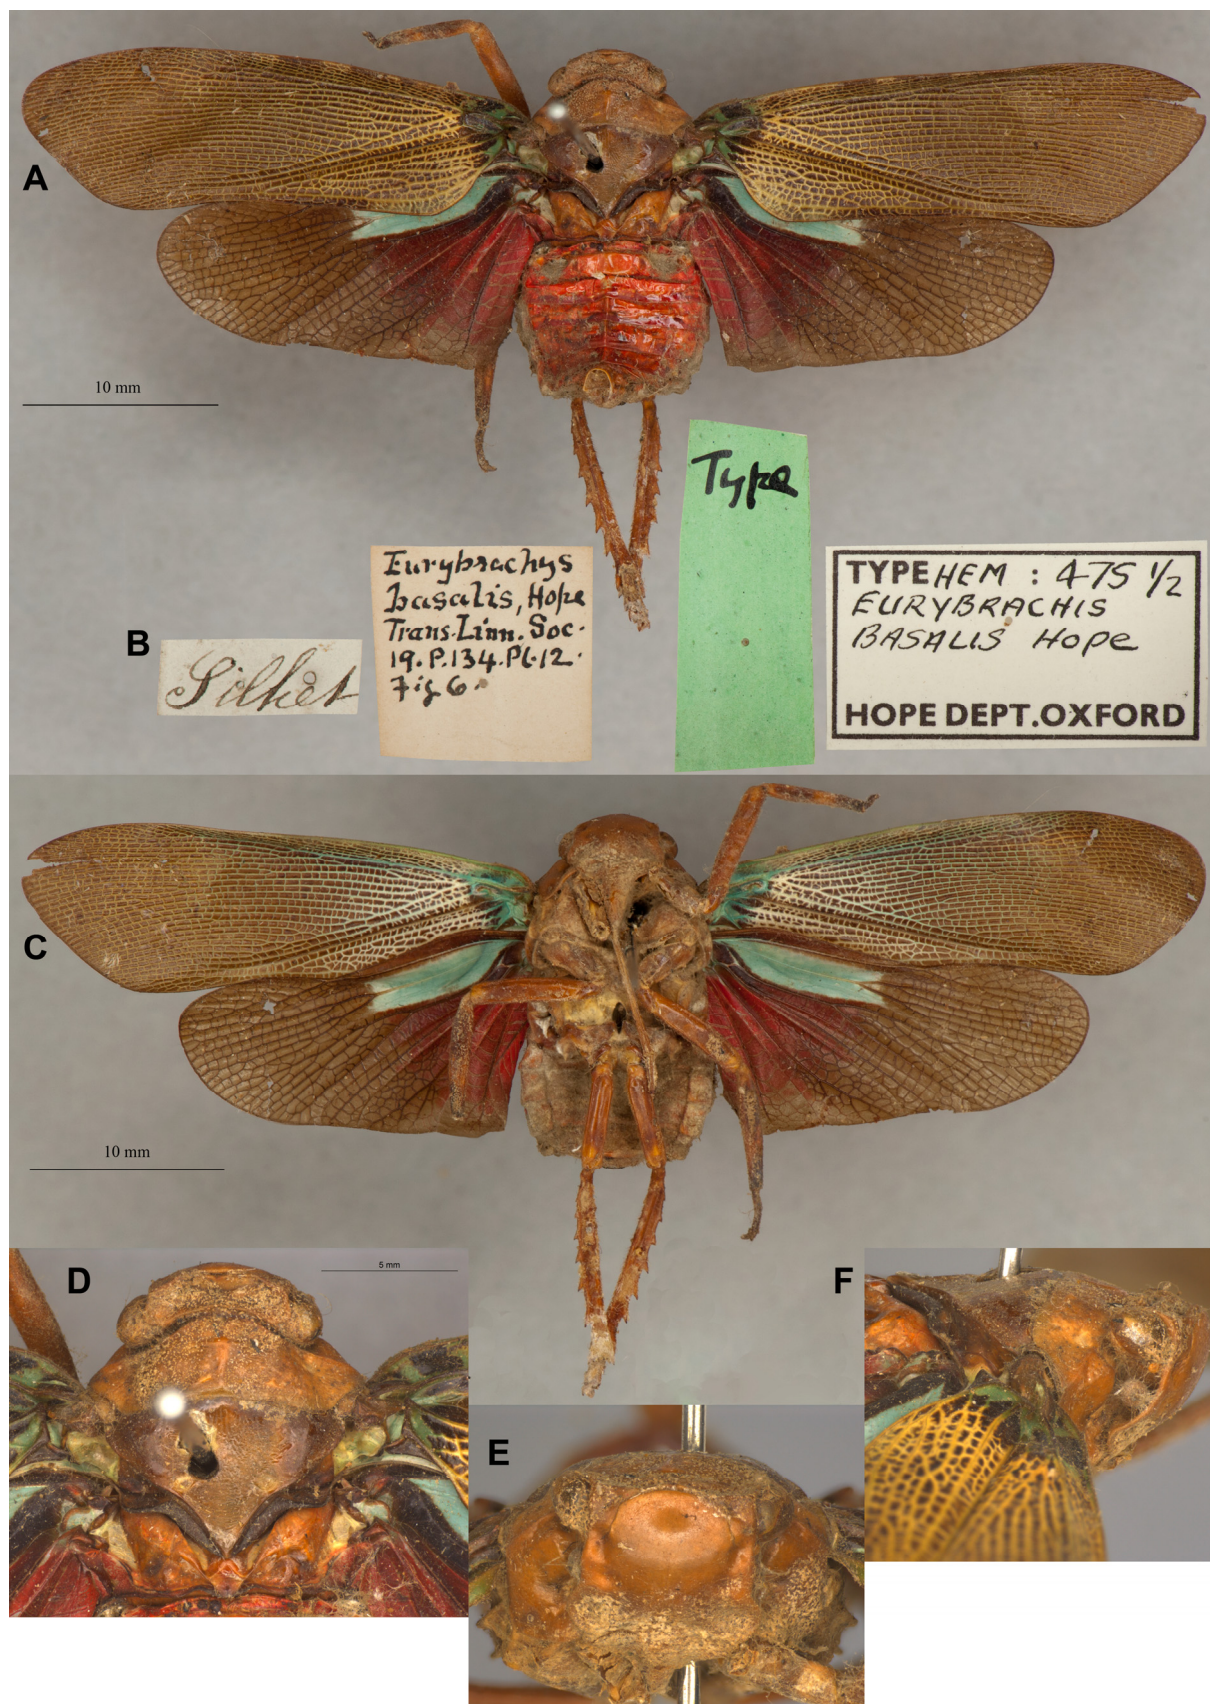 A
10 mm
B
Silhet
Eurybrachys
basalis, Hope
Trans. Linn. Soc.
19. P. 134. Pl. 12.
Fig 6.
Type
TYPE HEM : 475 1/2
EURYBRACHIS
BASALIS Hope
HOPE DEPT. OXFORD
C
10 mm
D
5 mm
F
E